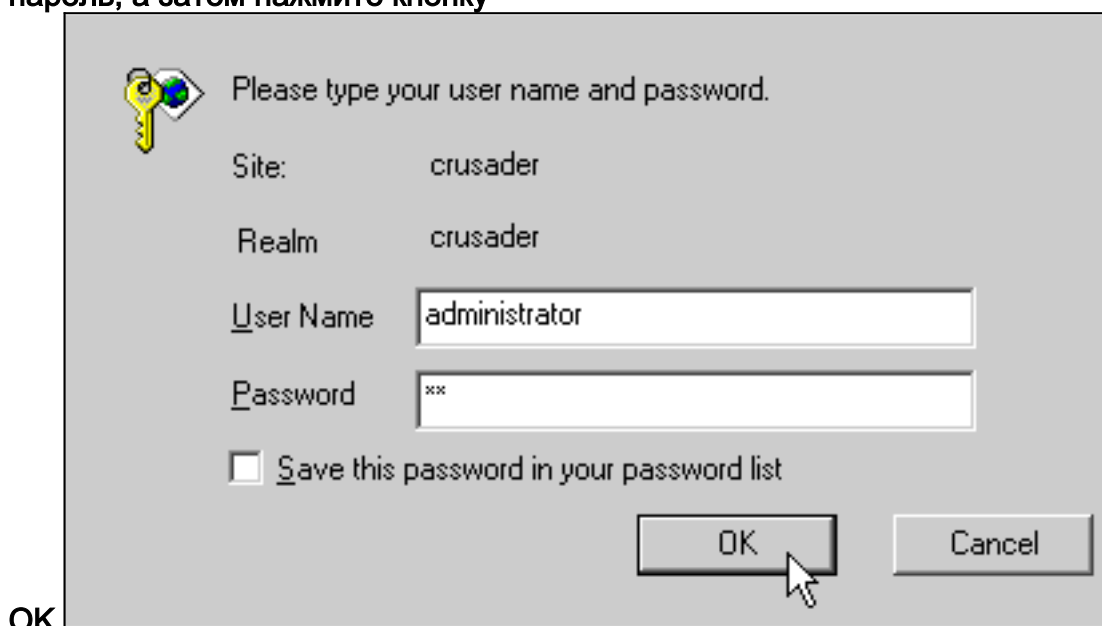 пароль, а затем нажмите кнопку
Please type your user name and password.
Site: crusader
Realm crusader
User Name administrator
Password xx
Save this password in your password list
OK Cancel
OK